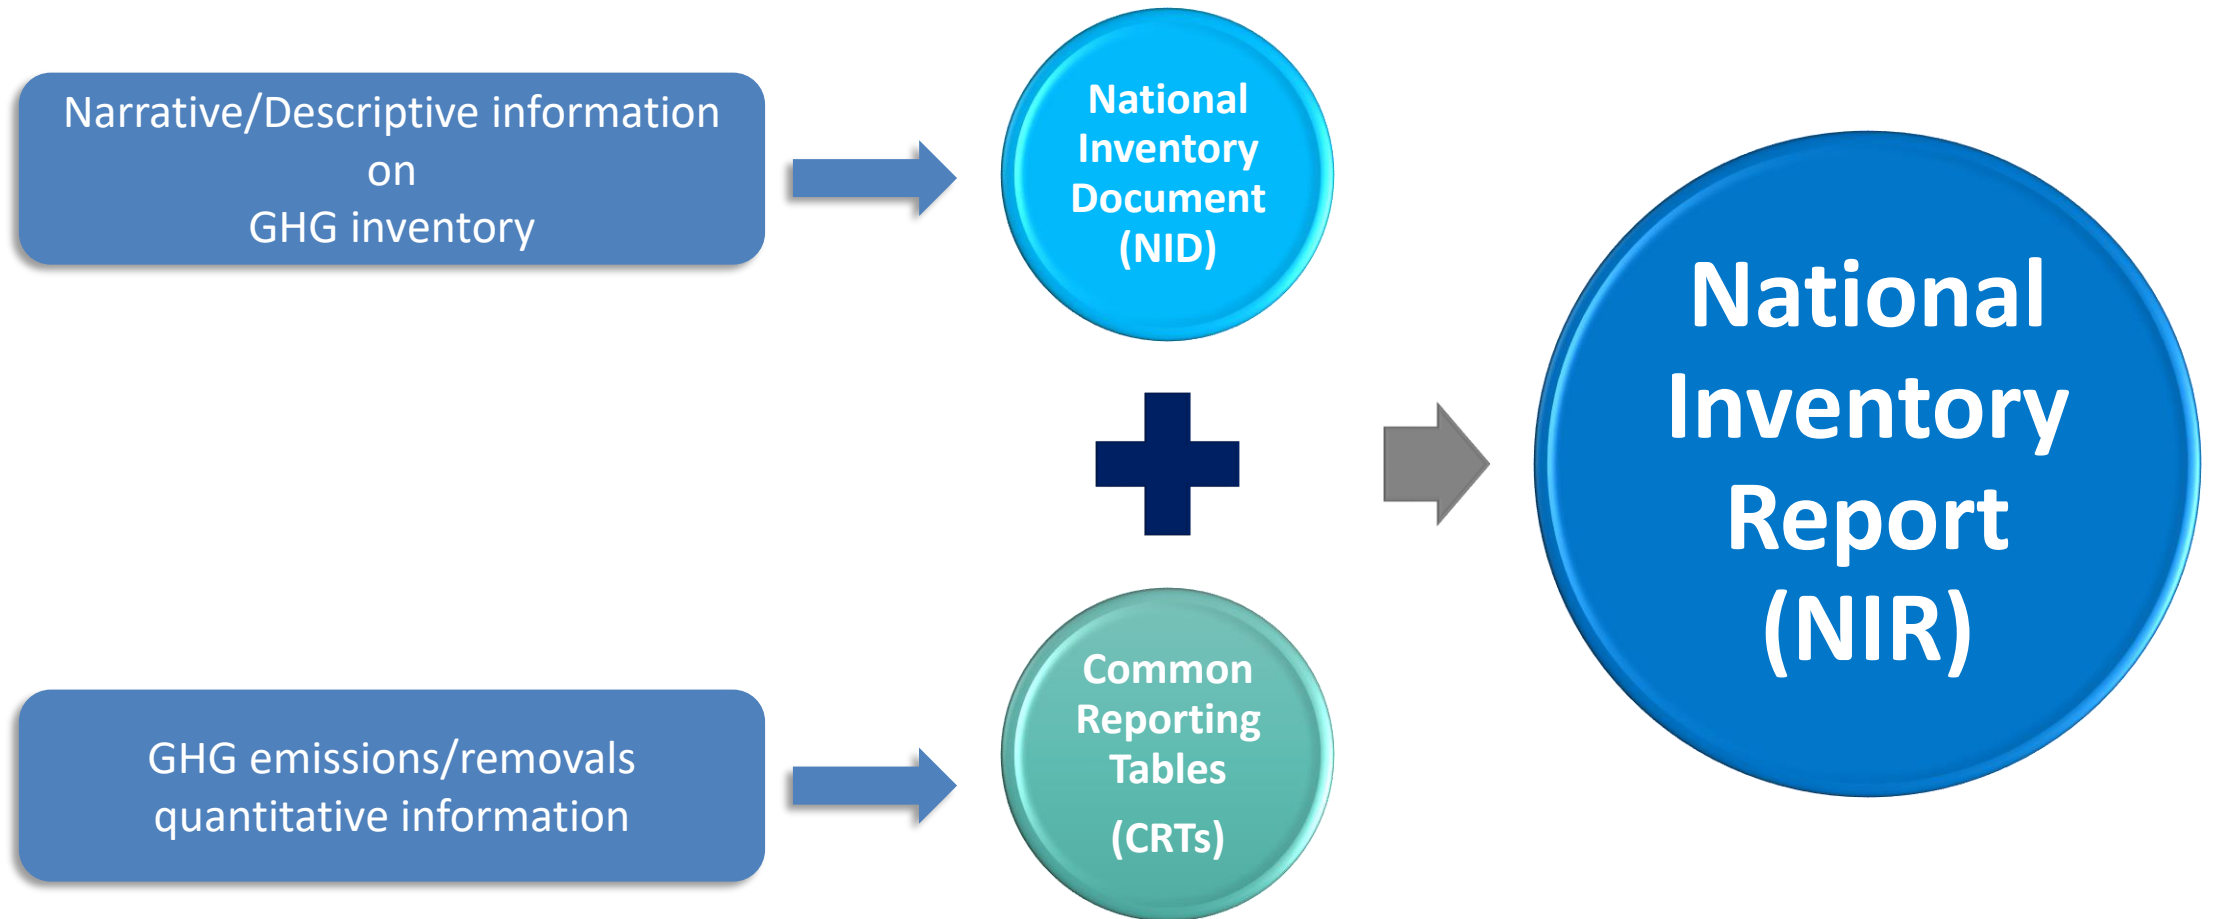 Narrative/Descriptive information
on
GHG inventory
National
Inventory
Document
(NID)
National
Inventory
Report
(NIR)
Common
Reporting
Tables
(CRTs)
GHG emissions/removals
quantitative information